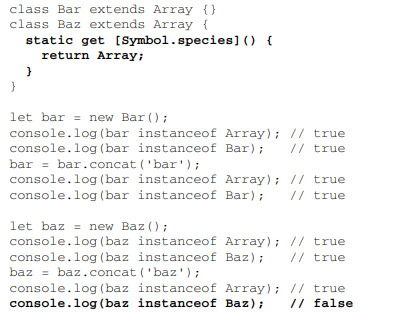 class Bar extends Array {}
class Baz extends Array {
  static get [Symbol.species]() {
    return Array;
  }
}

let bar = new Bar();
console.log(bar instanceof Array); // true
console.log(bar instanceof Bar);   // true
bar = bar.concat('bar');
console.log(bar instanceof Array); // true
console.log(bar instanceof Bar);   // true

let baz = new Baz();
console.log(baz instanceof Array); // true
console.log(baz instanceof Baz);   // true
baz = baz.concat('baz');
console.log(baz instanceof Array); // true
console.log(baz instanceof Baz);   // false